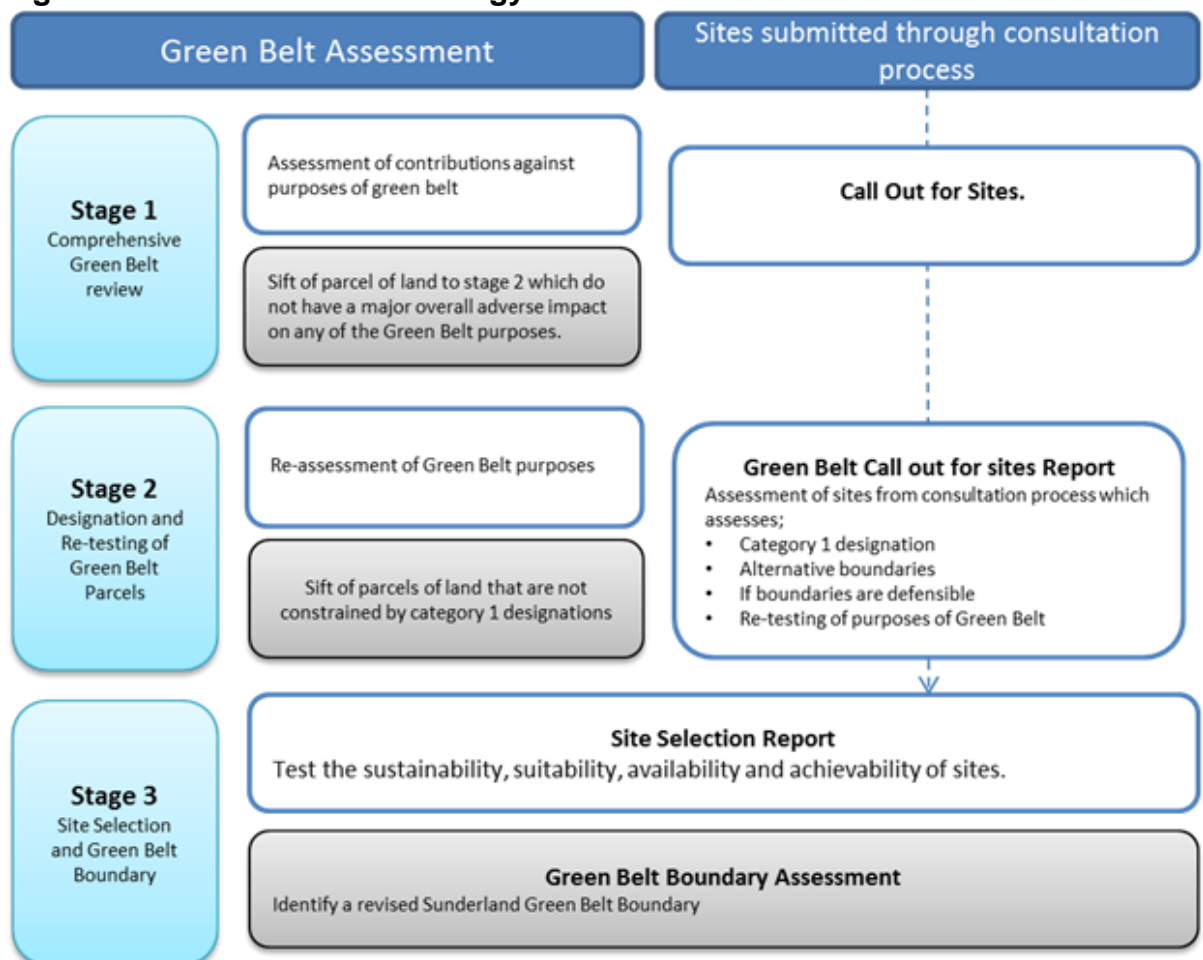 Green Belt Assessment
Sites submitted through consultation
process
Stage 1
Comprehensive
Green Belt
review
Assessment of contributions against
purposes of green belt
Sift of parcel of land to stage 2 which do
not have a major overall adverse impact
on any of the Green Belt purposes.
Call Out for Sites.
Stage 2
Designation and
Re-testing of
Green Belt
Parcels
Re-assessment of Green Belt purposes
Sift of parcels of land that are not
constrained by category 1 designations
Green Belt Call out for sites Report
Assessment of sites from consultation process which
assesses;
• Category 1 designation
• Alternative boundaries
• If boundaries are defensible
• Re-testing of purposes of Green Belt
Stage 3
Site Selection
and Green Belt
Boundary
Site Selection Report
Test the sustainability, suitability, availability and achievability of sites.
Green Belt Boundary Assessment
Identify a revised Sunderland Green Belt Boundary